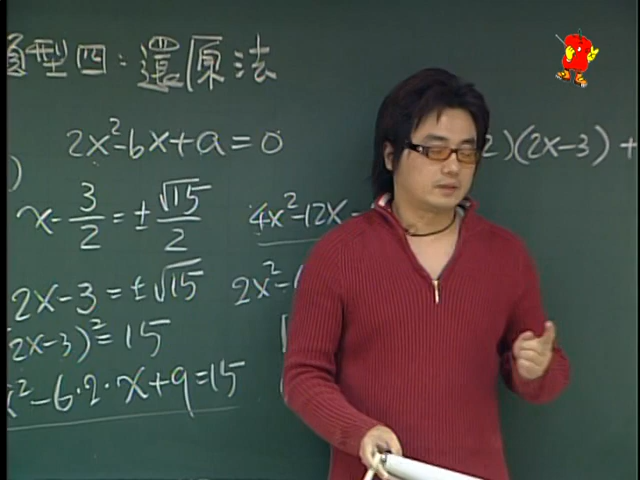 題型四：還原法
2x²-6x+a=0
)
x-3/2=±√15/2
2x-3=±√15
(2x-3)²=15
x²-6·2·x+9=15
4x²-12x-
2x²-
2)(2x-3)+